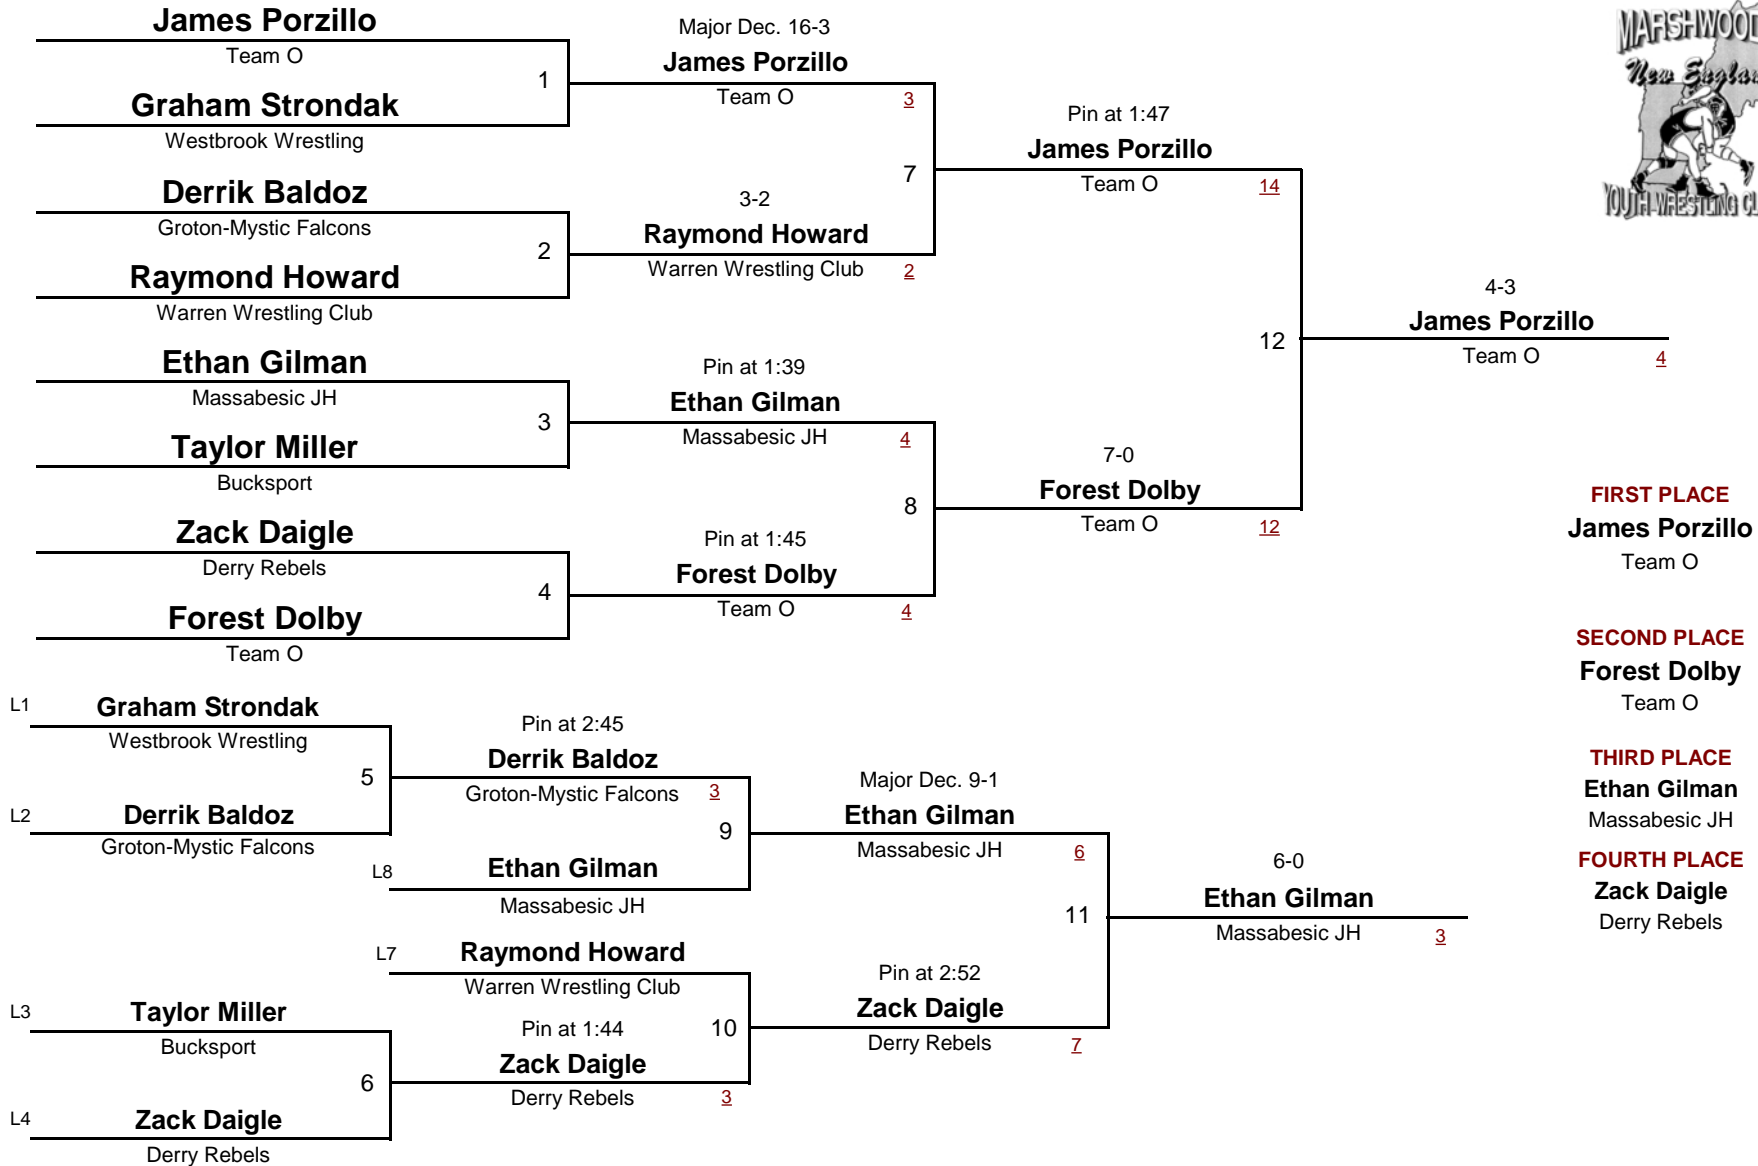 James Porzillo
Team O
1
Graham Strondak
Westbrook Wrestling
Derrik Baldoz
Groton-Mystic Falcons
2
Raymond Howard
Warren Wrestling Club
Ethan Gilman
Massabesic JH
3
Taylor Miller
Bucksport
Zack Daigle
Derry Rebels
4
Forest Dolby
Team O
Major Dec. 16-3
James Porzillo
Team O 3
7
3-2
Raymond Howard
Warren Wrestling Club 2
Pin at 1:39
Ethan Gilman
Massabesic JH 4
8
Pin at 1:45
Forest Dolby
Team O 4
Pin at 1:47
James Porzillo
Team O 14
12
7-0
Forest Dolby
Team O 12
4-3
James Porzillo
Team O 4
MARSHWOOD
New England
YOUTH WRESTLING
FIRST PLACE
James Porzillo
Team O
SECOND PLACE
Forest Dolby
Team O
THIRD PLACE
Ethan Gilman
Massabesic JH
FOURTH PLACE
Zack Daigle
Derry Rebels
L1 Graham Strondak
Westbrook Wrestling
5
L2 Derrik Baldoz
Groton-Mystic Falcons
Pin at 2:45
Derrik Baldoz
Groton-Mystic Falcons 3
9
L8 Ethan Gilman
Massabesic JH
L7 Raymond Howard
Warren Wrestling Club
L3 Taylor Miller
Bucksport
6
L4 Zack Daigle
Derry Rebels
Pin at 1:44
10
Zack Daigle
Derry Rebels 3
Major Dec. 9-1
Ethan Gilman
Massabesic JH 6
11
Pin at 2:52
Zack Daigle
Derry Rebels 7
6-0
Ethan Gilman
Massabesic JH 3